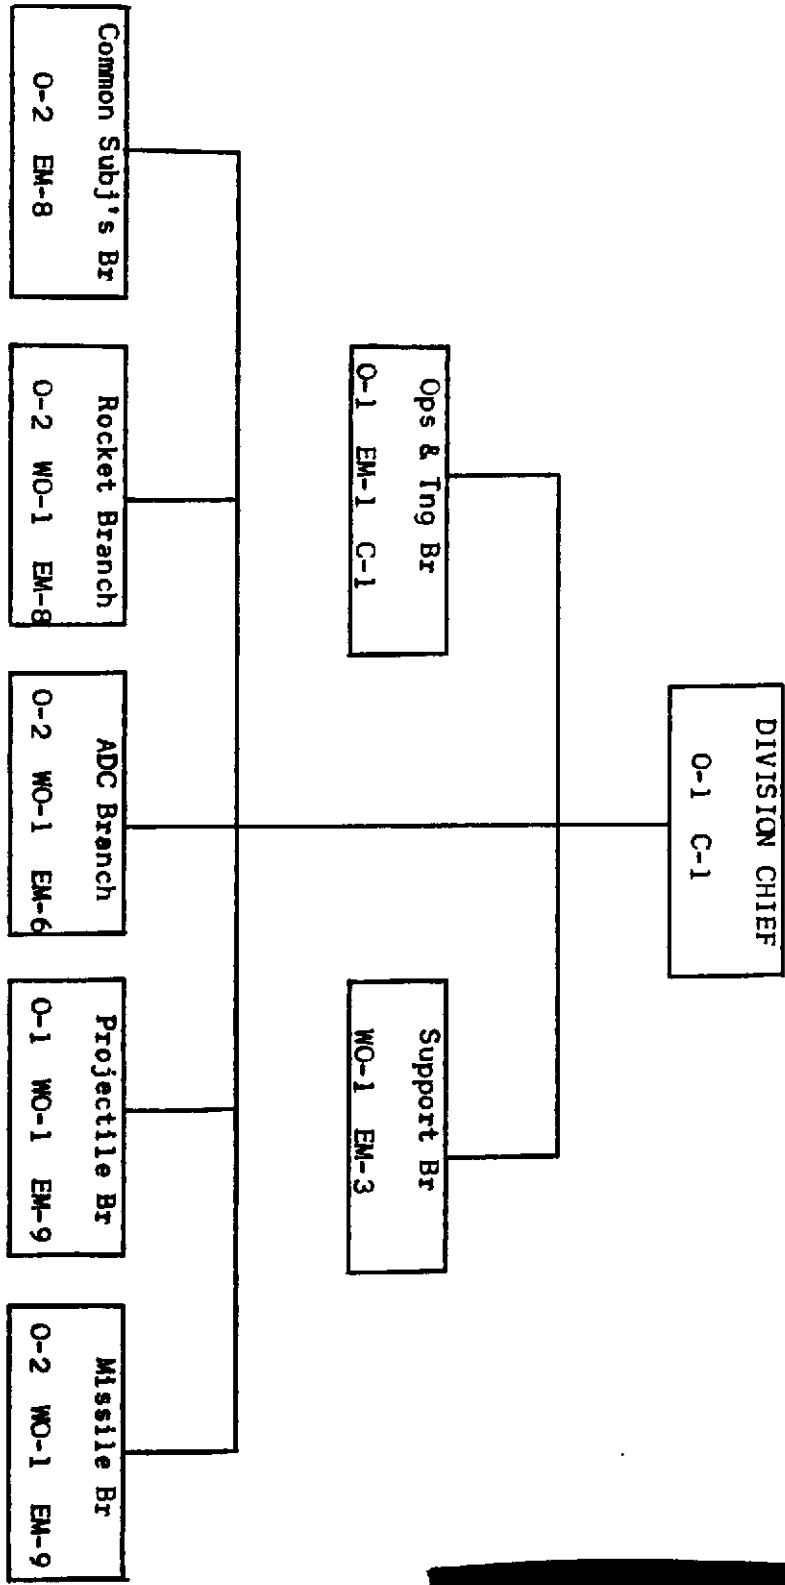 DIVISION CHIEF
O-1 C-1
Ops & Tng Br
O-1 EM-1 C-1
Support Br
WO-1 EM-3
Common Subj's Br
O-2 EM-8
Rocket Branch
O-2 WO-1 EM-8
ADC Branch
O-2 WO-1 EM-6
Projectile Br
O-1 WO-1 EM-9
Missile Br
O-2 WO-1 EM-9